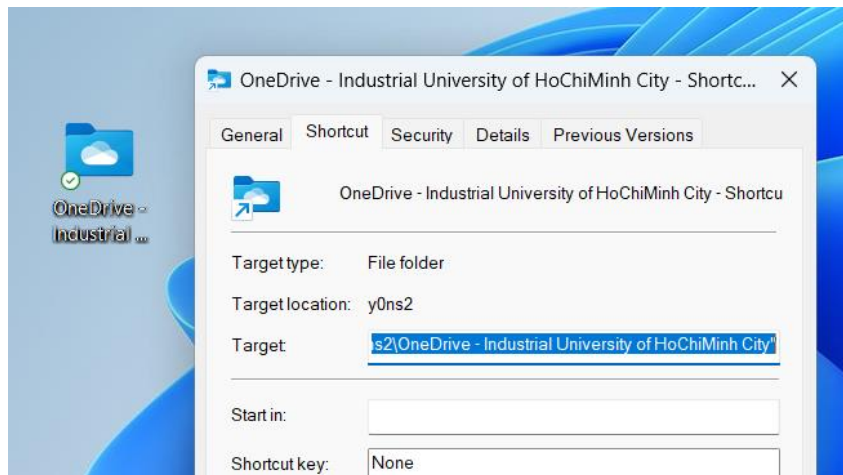 OneDrive - Industrial University of HoChiMinh City - Shortc...
General Shortcut Security Details Previous Versions
OneDrive -
Industrial ...
OneDrive - Industrial University of HoChiMinh City - Shortcu
Target type: File folder
Target location: y0ns2
Target: s2\OneDrive - Industrial University of HoChiMinh City"
Start in:
Shortcut key: None